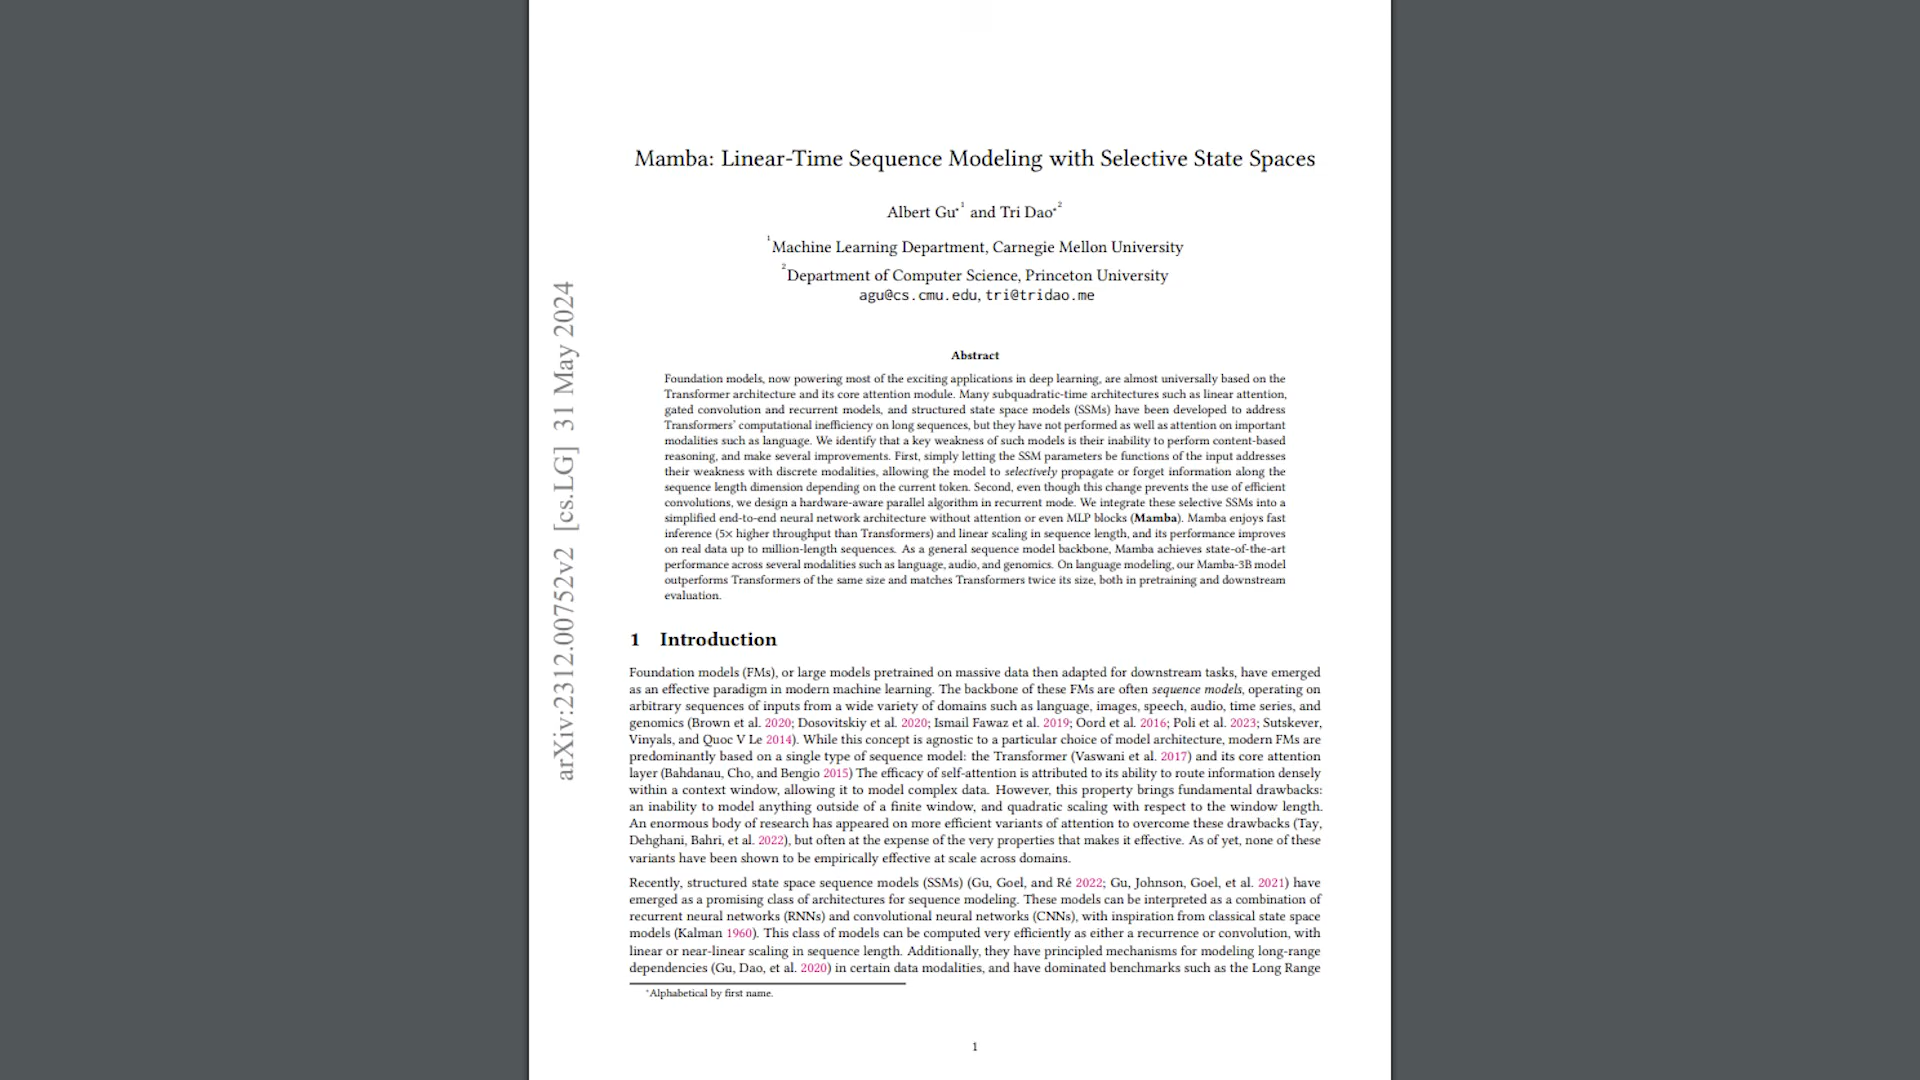 Mamba: Linear-Time Sequence Modeling with Selective State Spaces
Albert Gu*1 and Tri Dao*2
1Machine Learning Department, Carnegie Mellon University
2Department of Computer Science, Princeton University
agu@cs.cmu.edu, tri@tridao.me
arXiv:2312.00752v2 [cs.LG] 31 May 2024
Abstract
Foundation models, now powering most of the exciting applications in deep learning, are almost universally based on the
Transformer architecture and its core attention module. Many subquadratic-time architectures such as linear attention,
gated convolution and recurrent models, and structured state space models (SSMs) have been developed to address
Transformers' computational inefficiency on long sequences, but they have not performed as well as attention on important
modalities such as language. We identify that a key weakness of such models is their inability to perform content-based
reasoning, and make several improvements. First, simply letting the SSM parameters be functions of the input addresses
their weakness with discrete modalities, allowing the model to selectively propagate or forget information along the
sequence length dimension depending on the current token. Second, even though this change prevents the use of efficient
convolutions, we design a hardware-aware parallel algorithm in recurrent mode. We integrate these selective SSMs into a
simplified end-to-end neural network architecture without attention or even MLP blocks (Mamba). Mamba enjoys fast
inference (5× higher throughput than Transformers) and linear scaling in sequence length, and its performance improves
on real data up to million-length sequences. As a general sequence model backbone, Mamba achieves state-of-the-art
performance across several modalities such as language, audio, and genomics. On language modeling, our Mamba-3B model
outperforms Transformers of the same size and matches Transformers twice its size, both in pretraining and downstream
evaluation.
1 Introduction
Foundation models (FMs), or large models pretrained on massive data then adapted for downstream tasks, have emerged
as an effective paradigm in modern machine learning. The backbone of these FMs are often sequence models, operating on
arbitrary sequences of inputs from a wide variety of domains such as language, images, speech, audio, time series, and
genomics (Brown et al. 2020; Dosovitskiy et al. 2020; Ismail Fawaz et al. 2019; Oord et al. 2016; Poli et al. 2023; Sutskever,
Vinyals, and Quoc V Le 2014). While this concept is agnostic to a particular choice of model architecture, modern FMs are
predominantly based on a single type of sequence model: the Transformer (Vaswani et al. 2017) and its core attention
layer (Bahdanau, Cho, and Bengio 2015) The efficacy of self-attention is attributed to its ability to route information densely
within a context window, allowing it to model complex data. However, this property brings fundamental drawbacks:
an inability to model anything outside of a finite window, and quadratic scaling with respect to the window length.
An enormous body of research has appeared on more efficient variants of attention to overcome these drawbacks (Tay,
Dehghani, Bahri, et al. 2022), but often at the expense of the very properties that makes it effective. As of yet, none of these
variants have been shown to be empirically effective at scale across domains.
Recently, structured state space sequence models (SSMs) (Gu, Goel, and Ré 2022; Gu, Johnson, Goel, et al. 2021) have
emerged as a promising class of architectures for sequence modeling. These models can be interpreted as a combination of
recurrent neural networks (RNNs) and convolutional neural networks (CNNs), with inspiration from classical state space
models (Kalman 1960). This class of models can be computed very efficiently as either a recurrence or convolution, with
linear or near-linear scaling in sequence length. Additionally, they have principled mechanisms for modeling long-range
dependencies (Gu, Dao, et al. 2020) in certain data modalities, and have dominated benchmarks such as the Long Range
*Alphabetical by first name.
1